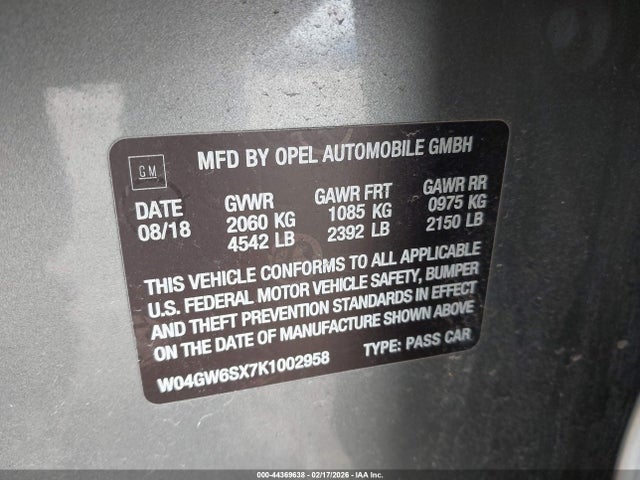 GM
MFD BY OPEL AUTOMOBILE GMBH
DATE GVWR GAWR FRT GAWR RR
08/18 2060 KG 1085 KG 0975 KG
4542 LB 2392 LB 2150 LB
THIS VEHICLE CONFORMS TO ALL APPLICABLE
U.S. FEDERAL MOTOR VEHICLE SAFETY, BUMPER
AND THEFT PREVENTION STANDARDS IN EFFECT
ON THE DATE OF MANUFACTURE SHOWN ABOVE
W04GW6SX7K1002958 TYPE: PASS CAR
000-44369638 - 02/17/2026 - IAA Inc.